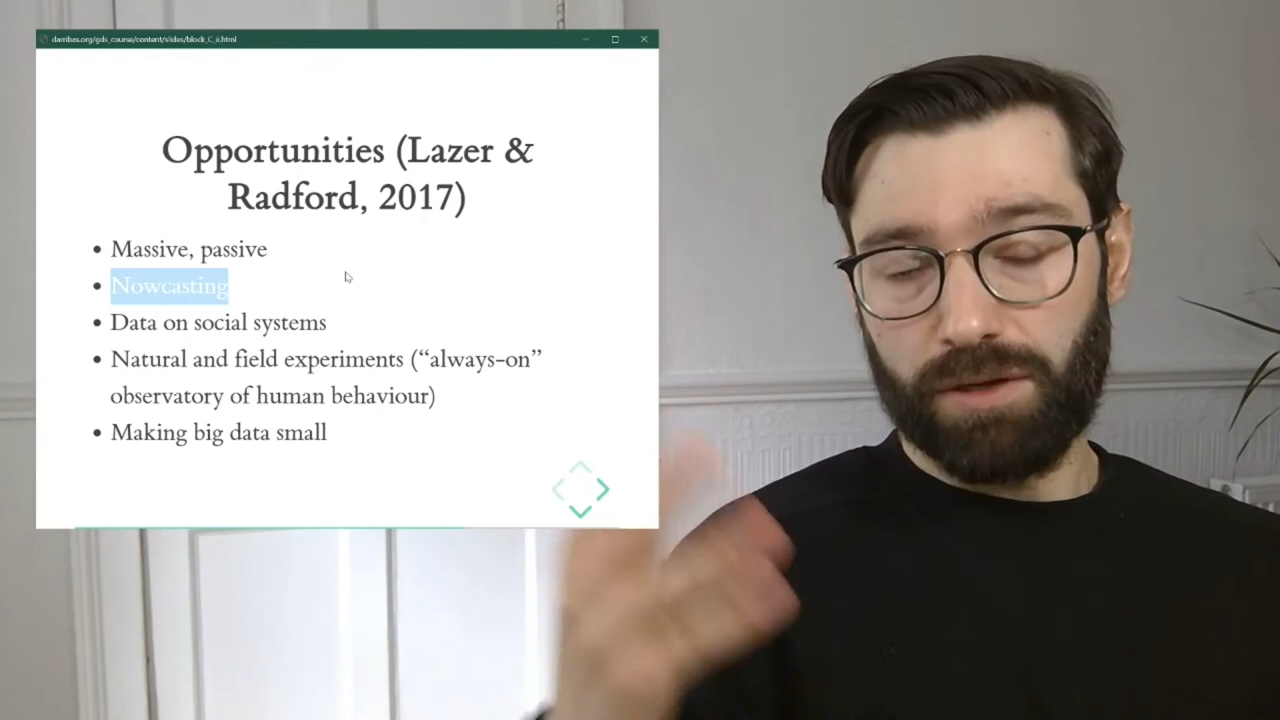 darribas.org/gds_course/content/slides/block_C_ii.html
Opportunities (Lazer &
Radford, 2017)
Massive, passive
Nowcasting
Data on social systems
Natural and field experiments (“always-on”
observatory of human behaviour)
Making big data small